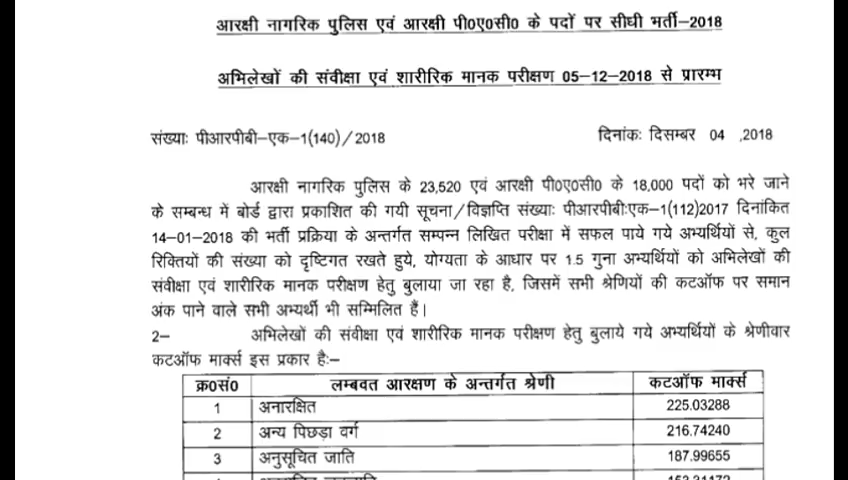 आरक्षी नागरिक पुलिस एवं आरक्षी पी०ए०सी० के पदों पर सीधी भर्ती–2018
अभिलेखों की संवीक्षा एवं शारीरिक मानक परीक्षण 05-12-2018 से प्रारम्भ
संख्याः पीआरपीबी–एक–1(140)/2018 दिनांकः दिसम्बर 04 ,2018
आरक्षी नागरिक पुलिस के 23,520 एवं आरक्षी पी०ए०सी० के 18,000 पदों को भरे जाने
के सम्बन्ध में बोर्ड द्वारा प्रकाशित की गयी सूचना/विज्ञप्ति संख्याः पीआरपीबीःएक-1(112)2017 दिनांकित
14-01-2018 की भर्ती प्रक्रिया के अन्तर्गत सम्पन्न लिखित परीक्षा में सफल पाये गये अभ्यर्थियों से, कुल
रिक्तियों की संख्या को दृष्टिगत रखते हुये, योग्यता के आधार पर 1.5 गुना अभ्यर्थियों को अभिलेखों की
संवीक्षा एवं शारीरिक मानक परीक्षण हेतु बुलाया जा रहा है, जिसमें सभी श्रेणियों की कटऑफ पर समान
अंक पाने वाले सभी अभ्यर्थी भी सम्मिलित हैं।
2– अभिलेखों की संवीक्षा एवं शारीरिक मानक परीक्षण हेतु बुलाये गये अभ्यर्थियों के श्रेणीवार
कटऑफ मार्क्स इस प्रकार हैः–
क्र०सं० लम्बवत आरक्षण के अन्तर्गत श्रेणी कटऑफ मार्क्स
1 अनारक्षित 225.03288
2 अन्य पिछड़ा वर्ग 216.74240
3 अनुसूचित जाति 187.99655